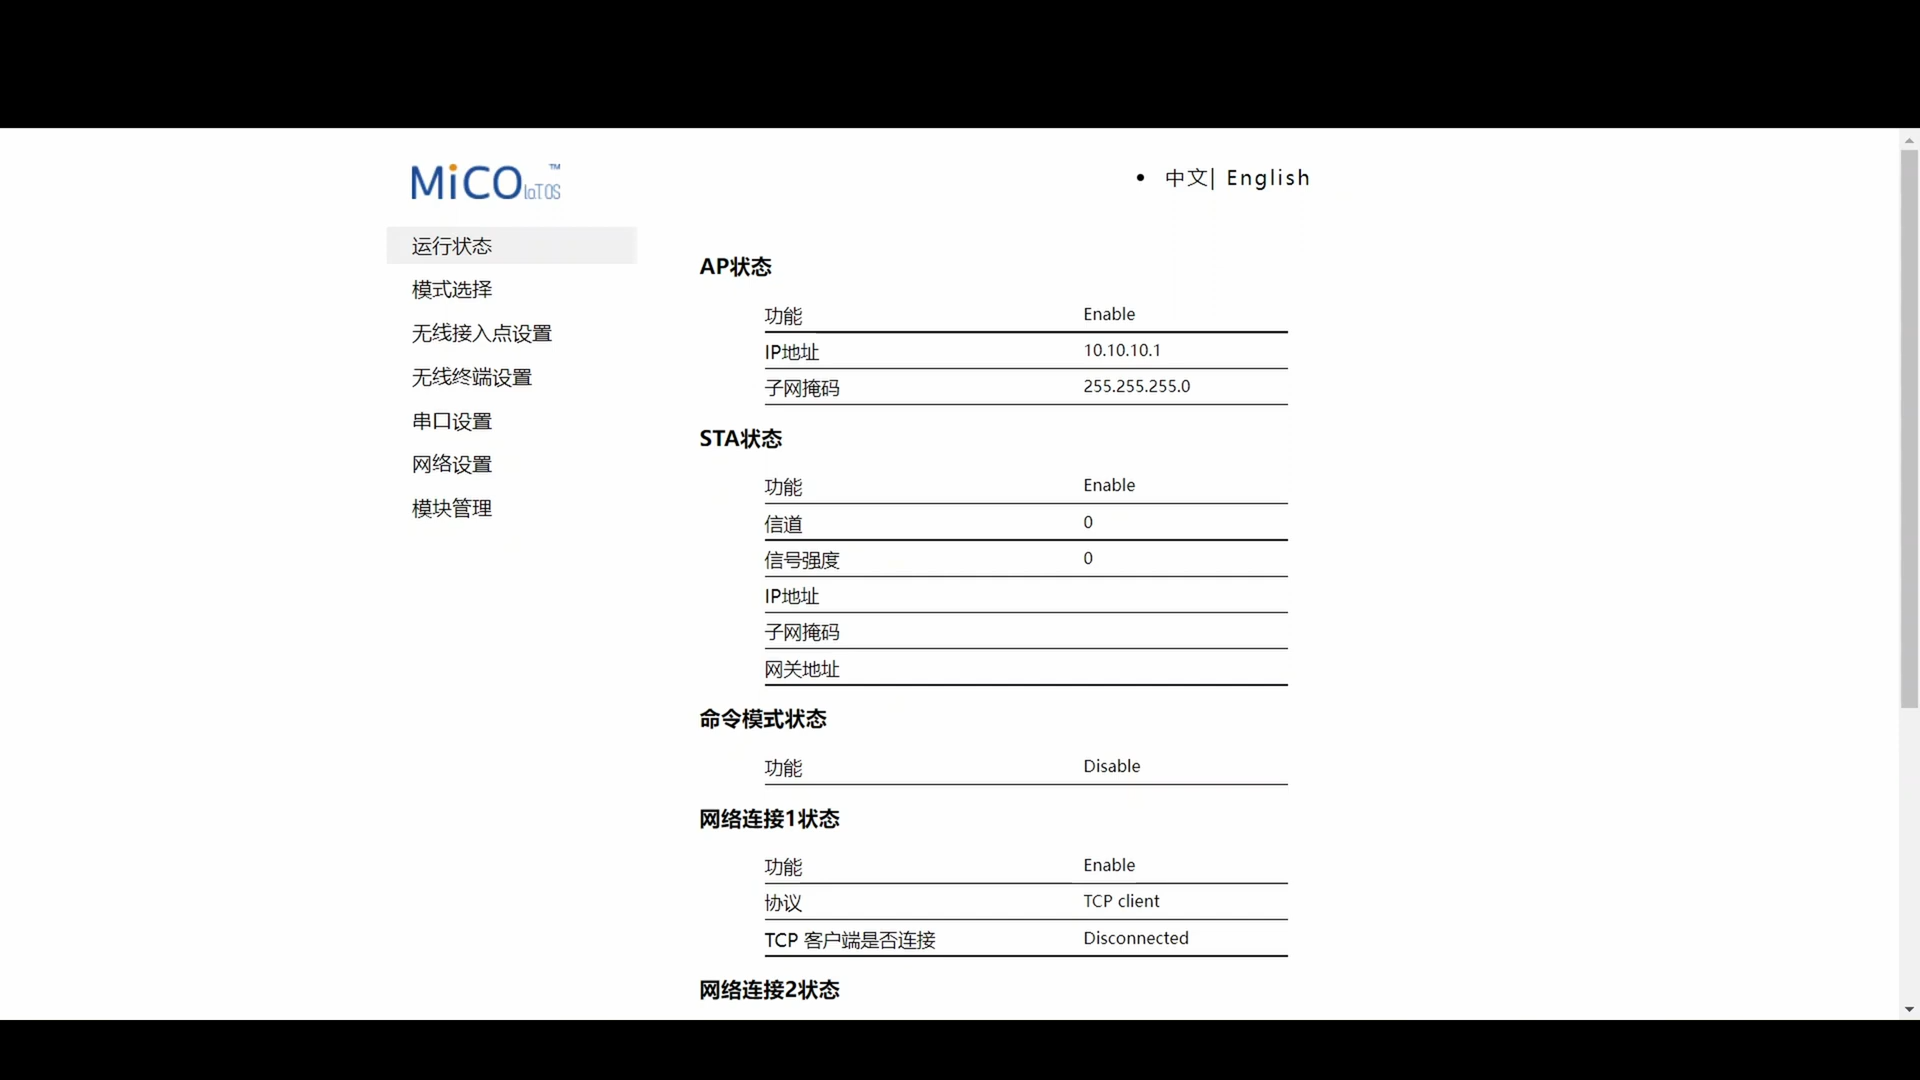 MiCO IoTOS™
中文| English
运行状态
模式选择
无线接入点设置
无线终端设置
串口设置
网络设置
模块管理
AP状态
功能 Enable
IP地址 10.10.10.1
子网掩码 255.255.255.0
STA状态
功能 Enable
信道 0
信号强度 0
IP地址
子网掩码
网关地址
命令模式状态
功能 Disable
网络连接1状态
功能 Enable
协议 TCP client
TCP 客户端是否连接 Disconnected
网络连接2状态